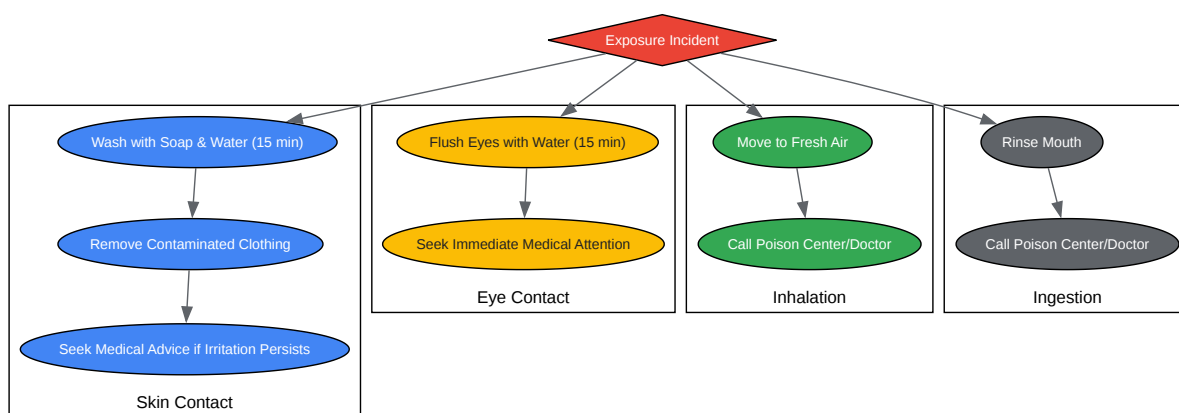 Exposure Incident
Wash with Soap & Water (15 min)
Flush Eyes with Water (15 min)
Move to Fresh Air
Rinse Mouth
Remove Contaminated Clothing
Seek Immediate Medical Attention
Call Poison Center/Doctor
Call Poison Center/Doctor
Eye Contact
Inhalation
Ingestion
Seek Medical Advice if Irritation Persists
Skin Contact